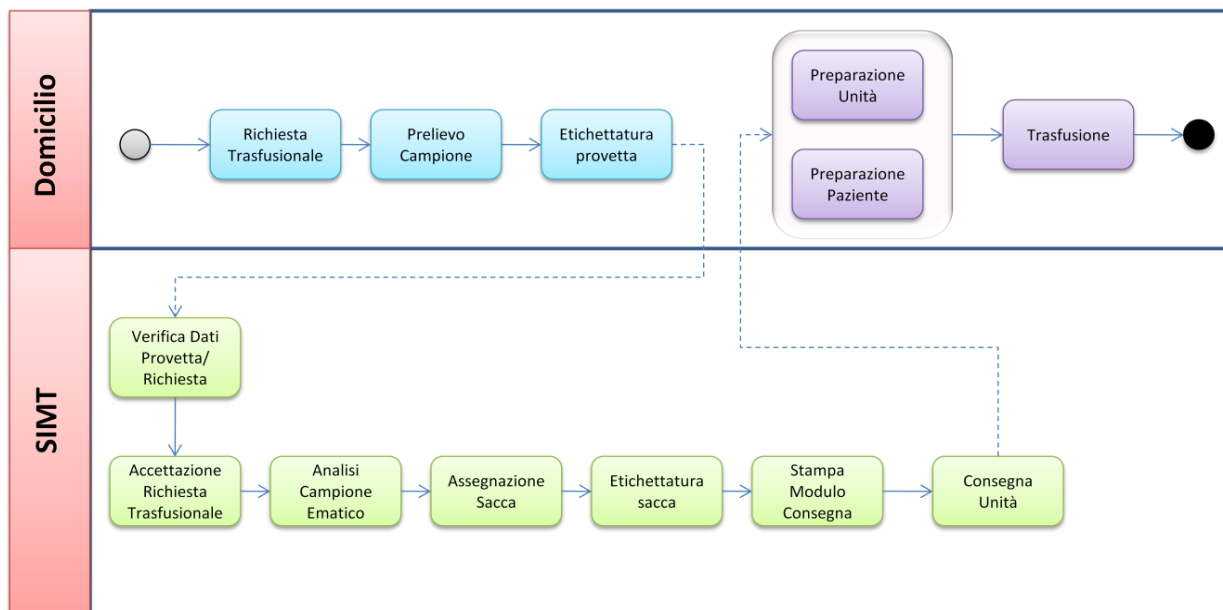 Domicilio
Richiesta
Trasfusionale
Prelievo
Campione
Etichettatura
provetta
Preparazione
Unità
Preparazione
Paziente
Trasfusione
SIMT
Verifica Dati
Provetta/
Richiesta
Accettazione
Richiesta
Trasfusionale
Analisi
Campione
Ematico
Assegnazione
Sacca
Etichettatura
sacca
Stampa
Modulo
Consegna
Consegna
Unità